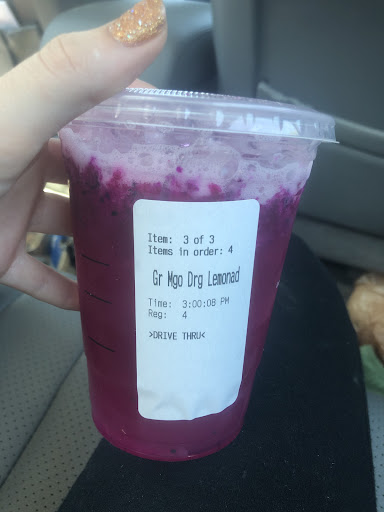 Item: 3 of 3
Items in order: 4
Gr Mgo Drg Lemonad
Time: 3:00:08 PM
Reg: 4
>DRIVE THRU<